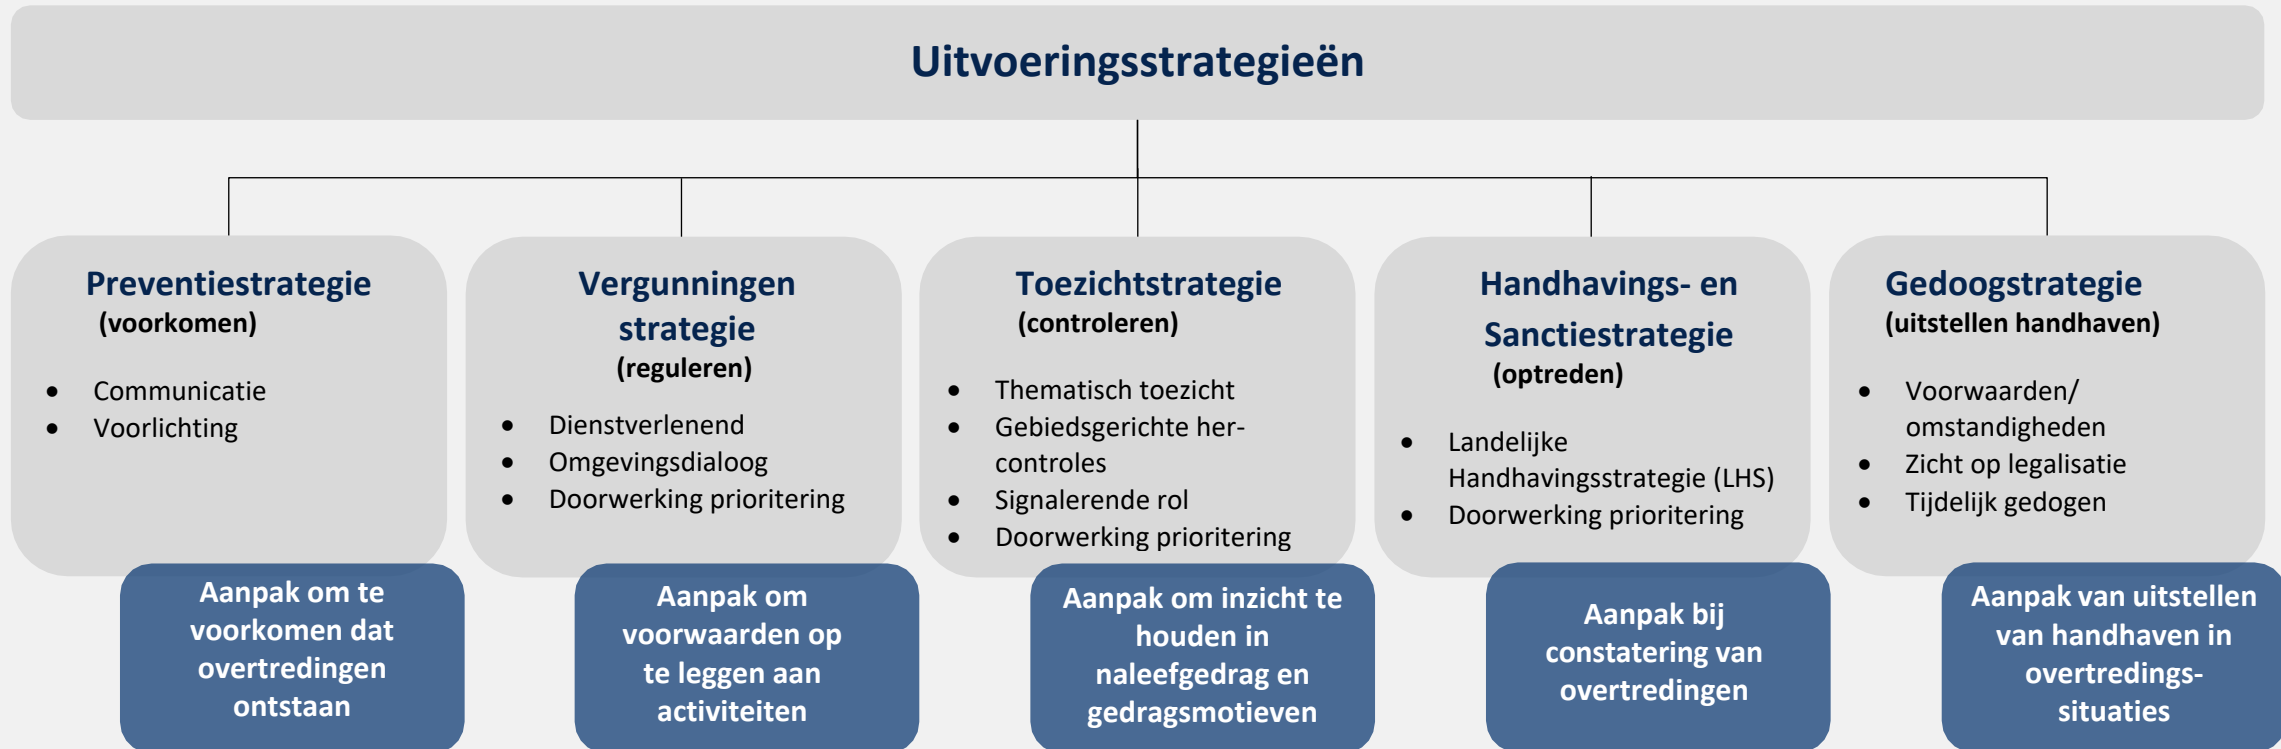 Uitvoeringsstrategieën
Preventiestrategie
(voorkomen)
• Communicatie
• Voorlichting
Aanpak om te
voorkomen dat
overtredingen
ontstaan
Vergunningen
strategie
(reguleren)
• Dienstverlenend
• Omgevingsdialoog
• Doorwerking prioritering
Aanpak om
voorwaarden op
te leggen aan
activiteiten
Toezichtstrategie
(controleren)
• Thematisch toezicht
• Gebiedsgerichte her-
controles
• Signalerende rol
• Doorwerking prioritering
Aanpak om inzicht te
houden in
naleefgedrag en
gedragsmotieven
Handhavings- en
Sanctiestrategie
(optreden)
• Landelijke
Handhavingsstrategie (LHS)
• Doorwerking prioritering
Aanpak bij
constatering van
overtredingen
Gedoogstrategie
(uitstellen handhaven)
• Voorwaarden/
omstandigheden
• Zicht op legalisatie
• Tijdelijk gedogen
Aanpak van uitstellen
van handhaven in
overtredings-
situaties